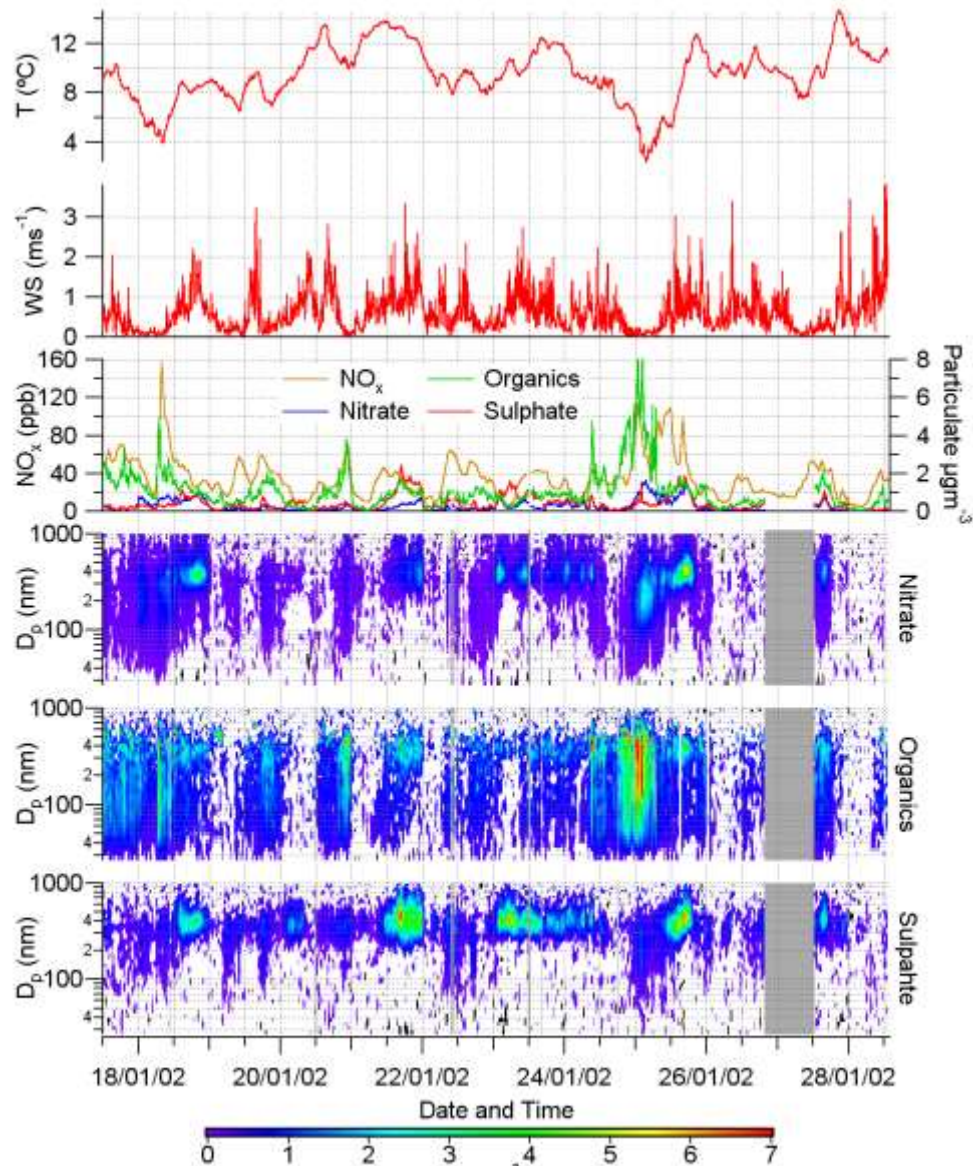 T (ºC)
12
8
4
WS (ms⁻¹)
3
2
1
0
NOₓ (ppb)
160
120
80
40
0
NOₓ
Organics
Nitrate
Sulphate
8
6
4
2
0
Particulate µgm⁻³
Dₚ (nm)
1000
4
2
100
4
Nitrate
Dₚ (nm)
1000
4
2
100
4
Organics
Dₚ (nm)
1000
4
2
100
4
Sulpahte
18/01/02 20/01/02 22/01/02 24/01/02 26/01/02 28/01/02
Date and Time
0 1 2 3 4 5 6 7